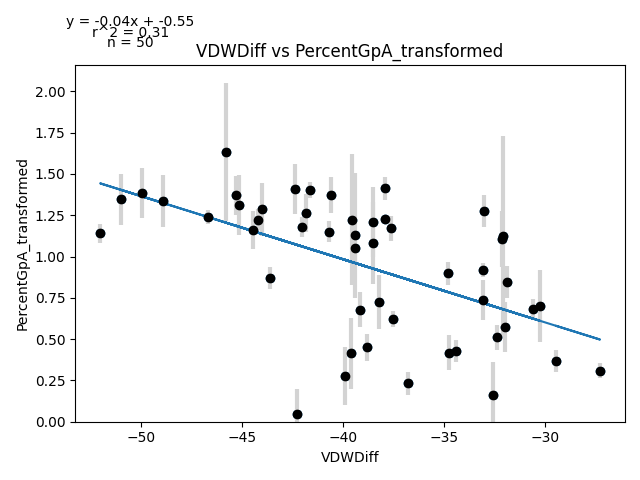 y = -0.04x + -0.55
r^2 = 0.31
n = 50
VDWDiff vs PercentGpA_transformed
2.00
1.75
1.50
1.25
1.00
0.75
0.50
0.25
0.00
PercentGpA_transformed
−50 −45 −40 −35 −30
VDWDiff